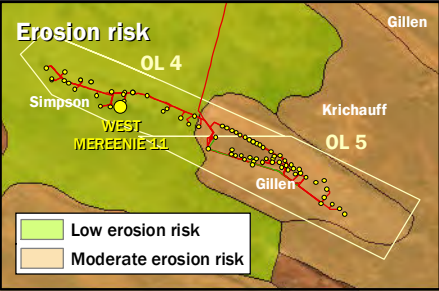 Gillen
Erosion risk
OL 4
Simpson
Krichauff
WEST
MEREENIE 11
OL 5
Gillen
Low erosion risk
Moderate erosion risk